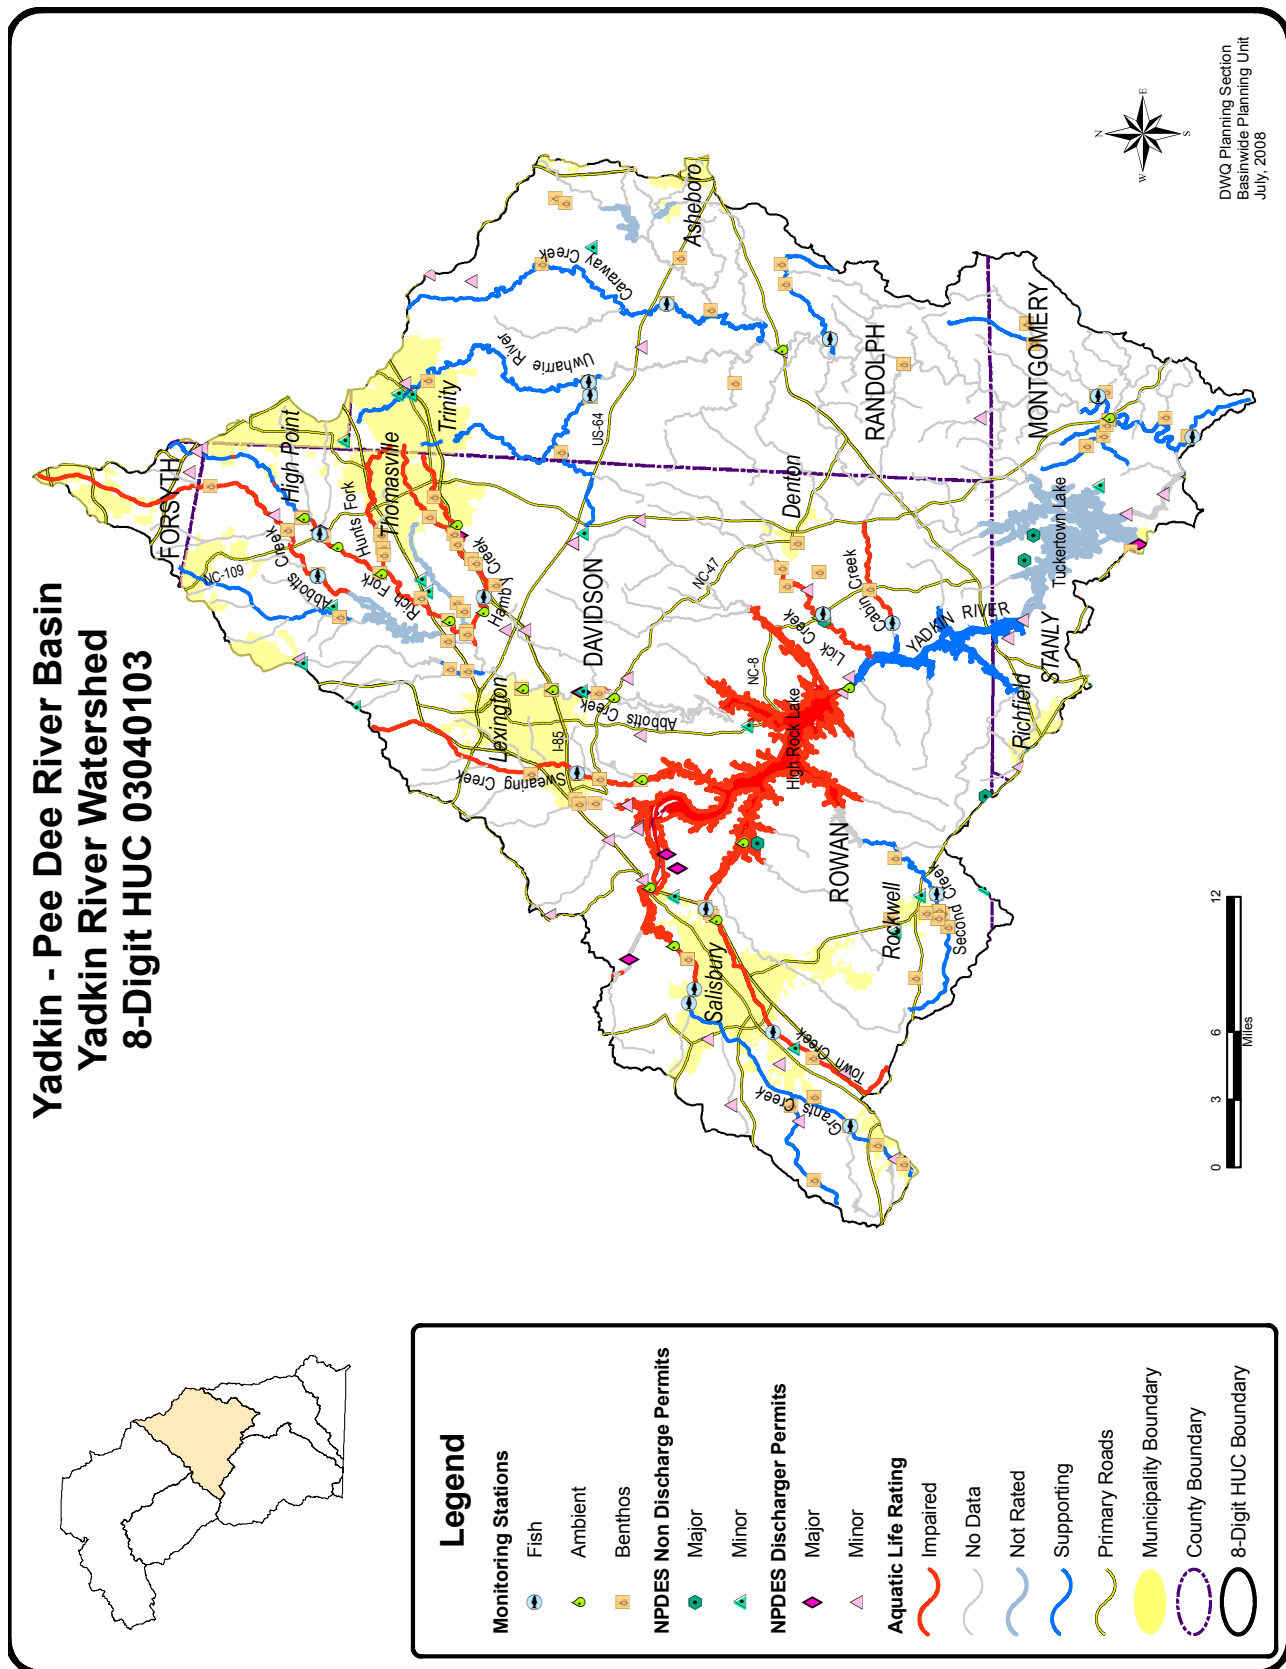 Yadkin - Pee Dee River Basin
Yadkin River Watershed
8-Digit HUC 03040103
FORSYTH
High Point
NC-109
Abbotts Creek
Hunts Fork
Thomasville
Trinity
Rich Fork
Abbotts
Hamby Creek
Uwharrie River
Caraway Creek
Asheboro
US-64
Lexington
I-85
DAVIDSON
Swearing Creek
Abbotts Creek
NC-47
NC-8
Denton
RANDOLPH
Lick Creek
Cabin Creek
High Rock Lake
YADKIN RIVER
Tuckertown Lake
MONTGOMERY
STANLY
Richfield
ROWAN
Rockwell
Second Creek
Salisbury
Town Creek
Grants Creek
N
W
E
S
DWQ Planning Section
Basinwide Planning Unit
July, 2008
0 3 6 12
Miles
Legend
Monitoring Stations
Fish
Ambient
Benthos
NPDES Non Discharge Permits
Major
Minor
NPDES Discharger Permits
Major
Minor
Aquatic Life Rating
Impaired
No Data
Not Rated
Supporting
Primary Roads
Municipality Boundary
County Boundary
8-Digit HUC Boundary